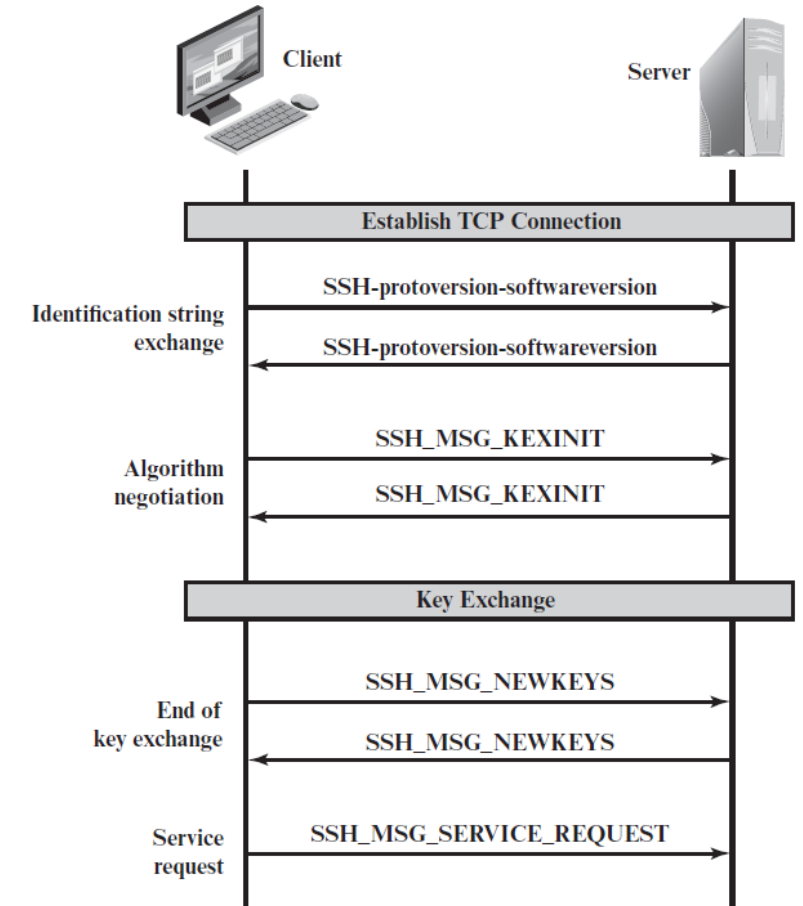 Client
Server
Establish TCP Connection
SSH-protoversion-softwareversion
Identification string
exchange
SSH-protoversion-softwareversion
SSH_MSG_KEXINIT
Algorithm
negotiation
SSH_MSG_KEXINIT
Key Exchange
SSH_MSG_NEWKEYS
End of
key exchange
SSH_MSG_NEWKEYS
SSH_MSG_SERVICE_REQUEST
Service
request